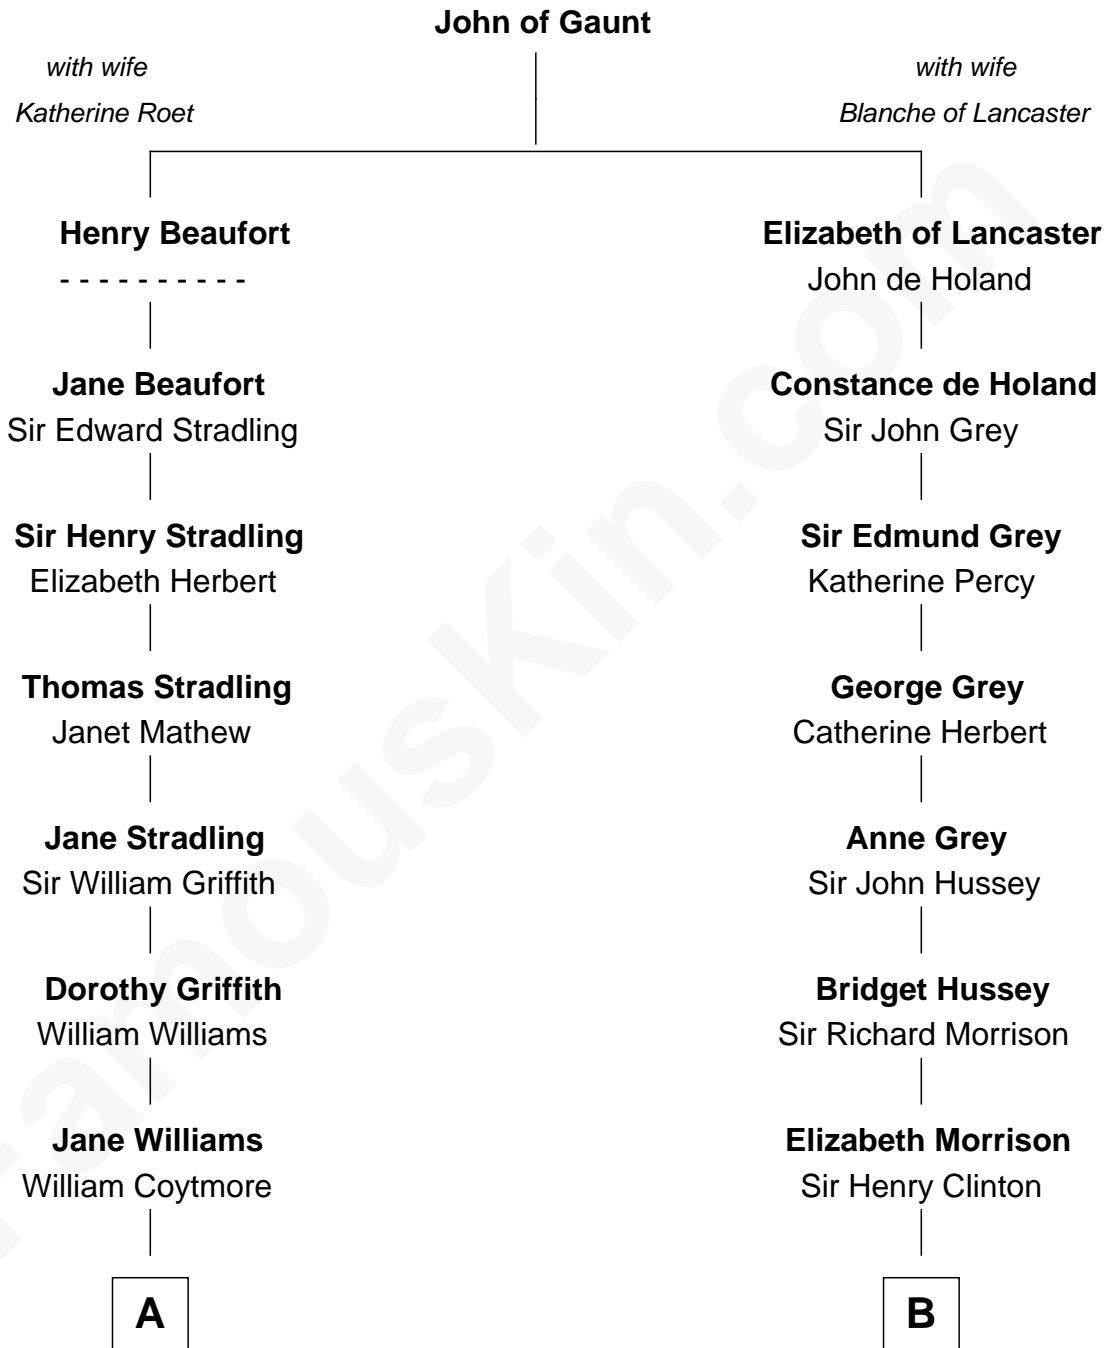 John of Gaunt
with wife
Katherine Roet
with wife
Blanche of Lancaster
Henry Beaufort
- - - - - - - - - -
Elizabeth of Lancaster
John de Holand
Jane Beaufort
Sir Edward Stradling
Constance de Holand
Sir John Grey
Sir Henry Stradling
Elizabeth Herbert
Sir Edmund Grey
Katherine Percy
Thomas Stradling
Janet Mathew
George Grey
Catherine Herbert
Jane Stradling
Sir William Griffith
Anne Grey
Sir John Hussey
Dorothy Griffith
William Williams
Bridget Hussey
Sir Richard Morrison
Jane Williams
William Coytmore
Elizabeth Morrison
Sir Henry Clinton
A
B
FamousKin.com